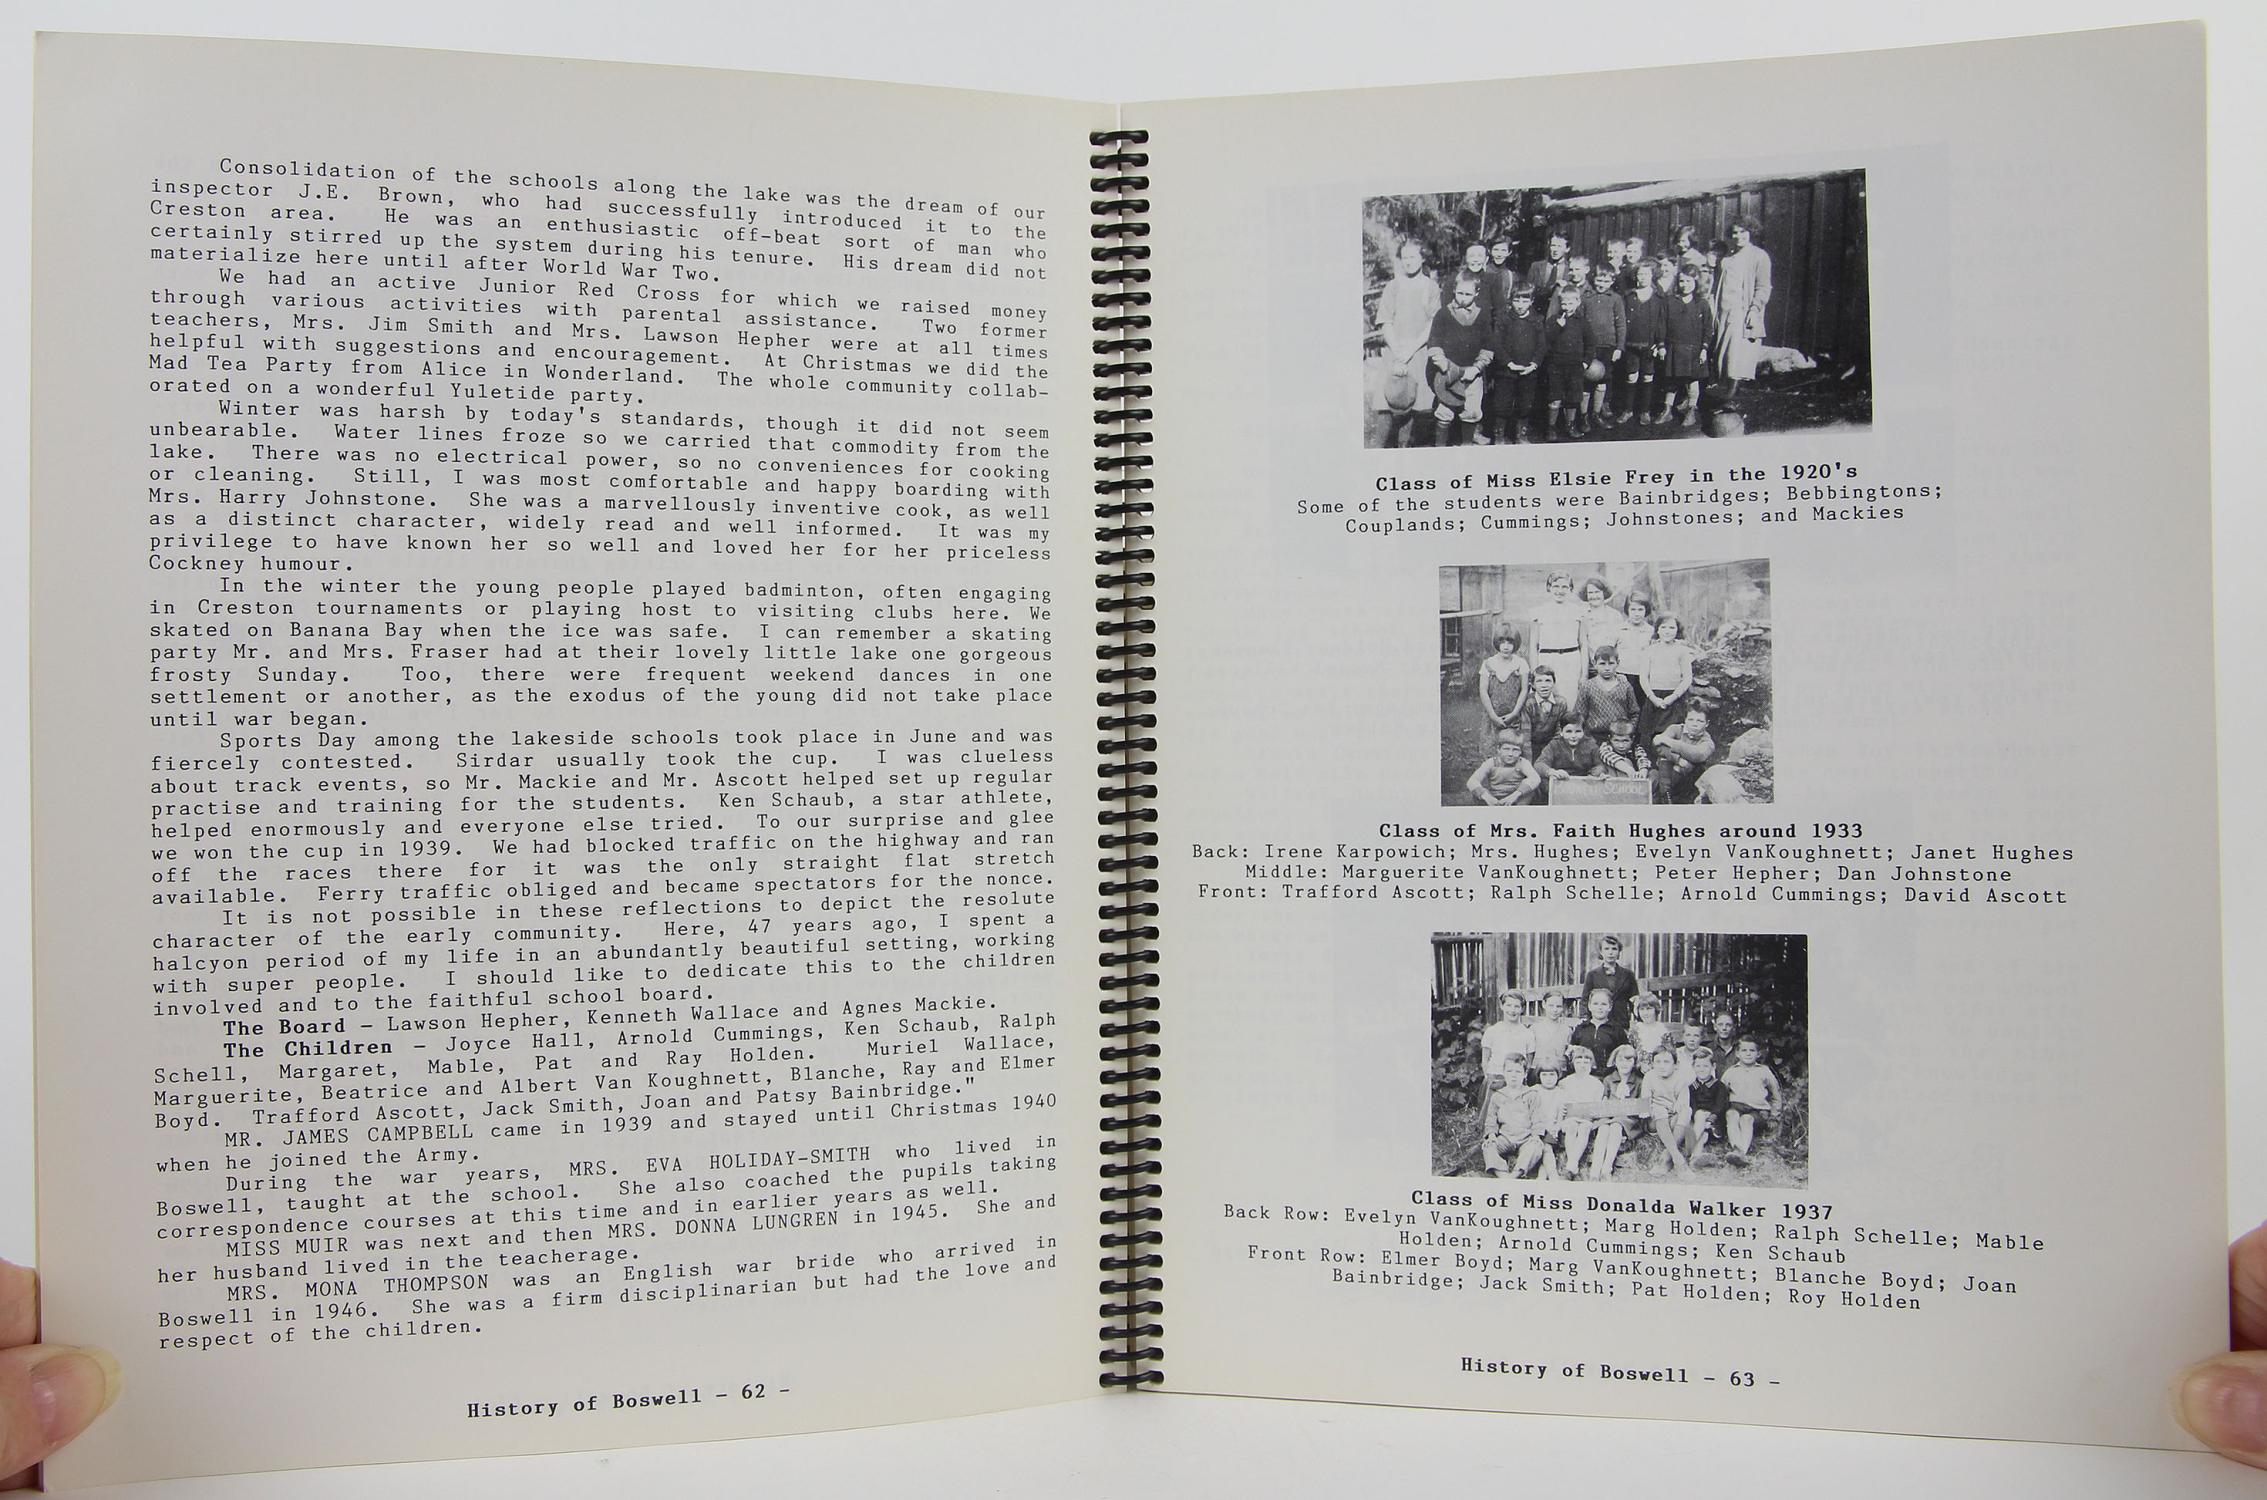 Consolidation of the schools along the lake was the dream of our
inspector J.E. Brown, who had successfully introduced it to the
Creston area. He was an enthusiastic off-beat sort of man who
certainly stirred up the system during his tenure. His dream did not
materialize here until after World War Two.
We had an active Junior Red Cross for which we raised money
through various activities with parental assistance. Two former
teachers, Mrs. Jim Smith and Mrs. Lawson Hepher were at all times
helpful with suggestions and encouragement. At Christmas we did the
Mad Tea Party from Alice in Wonderland. The whole community collab-
orated on a wonderful Yuletide party.
Winter was harsh by today's standards, though it did not seem
unbearable. Water lines froze so we carried that commodity from the
lake. There was no electrical power, so no conveniences for cooking
or cleaning. Still, I was most comfortable and happy boarding with
Mrs. Harry Johnstone. She was a marvellously inventive cook, as well
as a distinct character, widely read and well informed. It was my
privilege to have known her so well and loved her for her priceless
Cockney humour.
In the winter the young people played badminton, often engaging
in Creston tournaments or playing host to visiting clubs here. We
skated on Banana Bay when the ice was safe. I can remember a skating
party Mr. and Mrs. Fraser had at their lovely little lake one gorgeous
frosty Sunday. Too, there were frequent weekend dances in one
settlement or another, as the exodus of the young did not take place
until war began.
Sports Day among the lakeside schools took place in June and was
fiercely contested. Sirdar usually took the cup. I was clueless
about track events, so Mr. Mackie and Mr. Ascott helped set up regular
practise and training for the students. Ken Schaub, a star athlete,
helped enormously and everyone else tried. To our surprise and glee
we won the cup in 1939. We had blocked traffic on the highway and ran
off the races there for it was the only straight flat stretch
available. Ferry traffic obliged and became spectators for the nonce.
It is not possible in these reflections to depict the resolute
character of the early community. Here, 47 years ago, I spent a
halcyon period of my life in an abundantly beautiful setting, working
with super people. I should like to dedicate this to the children
involved and to the faithful school board.
The Board - Lawson Hepher, Kenneth Wallace and Agnes Mackie.
The Children - Joyce Hall, Arnold Cummings, Ken Schaub, Ralph
Schell, Margaret, Mable, Pat and Ray Holden. Muriel Wallace,
Marguerite, Beatrice and Albert Van Koughnett, Blanche, Ray and Elmer
Boyd. Trafford Ascott, Jack Smith, Joan and Patsy Bainbridge."
MR. JAMES CAMPBELL came in 1939 and stayed until Christmas 1940
when he joined the Army.
During the war years, MRS. EVA HOLIDAY-SMITH who lived in
Boswell, taught at the school. She also coached the pupils taking
correspondence courses at this time and in earlier years as well.
MISS MUIR was next and then MRS. DONNA LUNGREN in 1945. She and
her husband lived in the teacherage.
MRS. MONA THOMPSON was an English war bride who arrived in
Boswell in 1946. She was a firm disciplinarian but had the love and
respect of the children.
History of Boswell - 62 -
Class of Miss Elsie Frey in the 1920's
Some of the students were Bainbridges; Bebbingtons;
Couplands; Cummings; Johnstones; and Mackies
BOSWELL SCHOOL
Class of Mrs. Faith Hughes around 1933
Back: Irene Karpowich; Mrs. Hughes; Evelyn VanKoughnett; Janet Hughes
Middle: Marguerite VanKoughnett; Peter Hepher; Dan Johnstone
Front: Trafford Ascott; Ralph Schelle; Arnold Cummings; David Ascott
Class of Miss Donalda Walker 1937
Back Row: Evelyn VanKoughnett; Marg Holden; Ralph Schelle; Mable
Holden; Arnold Cummings; Ken Schaub
Front Row: Elmer Boyd; Marg VanKoughnett; Blanche Boyd; Joan
Bainbridge; Jack Smith; Pat Holden; Roy Holden
History of Boswell - 63 -